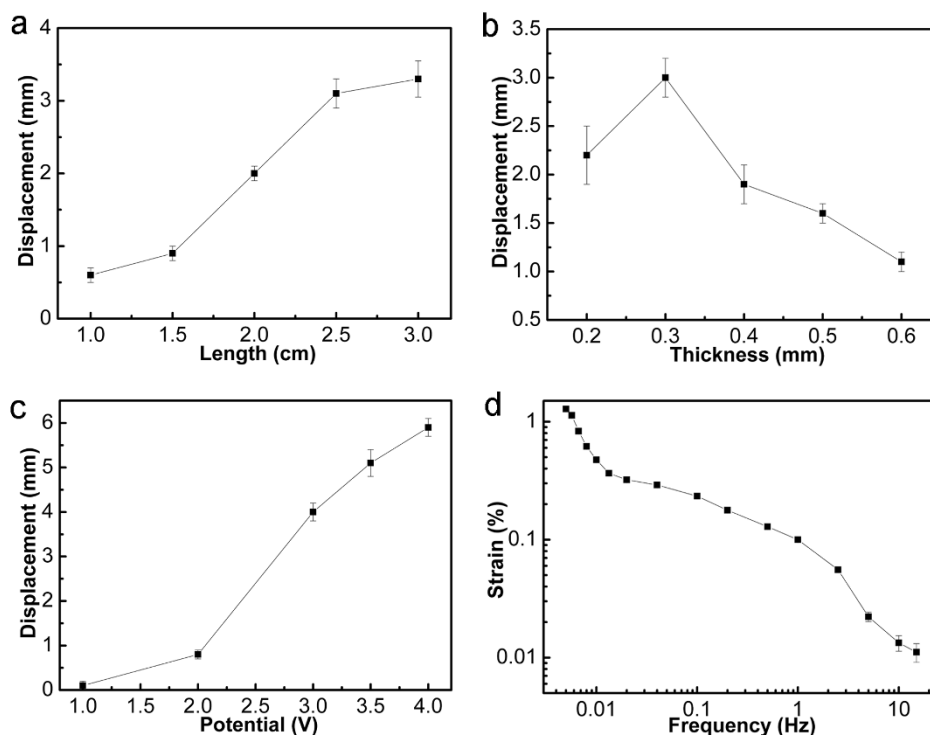 a
Displacement (mm)
4
3
2
1
0
1.0 1.5 2.0 2.5 3.0
Length (cm)
b
Displacement (mm)
3.5
3.0
2.5
2.0
1.5
1.0
0.5
0.2 0.3 0.4 0.5 0.6
Thickness (mm)
c
Displacement (mm)
6
5
4
3
2
1
0
1.0 1.5 2.0 2.5 3.0 3.5 4.0
Potential (V)
d
Strain (%)
1
0.1
0.01
0.01 0.1 1 10
Frequency (Hz)